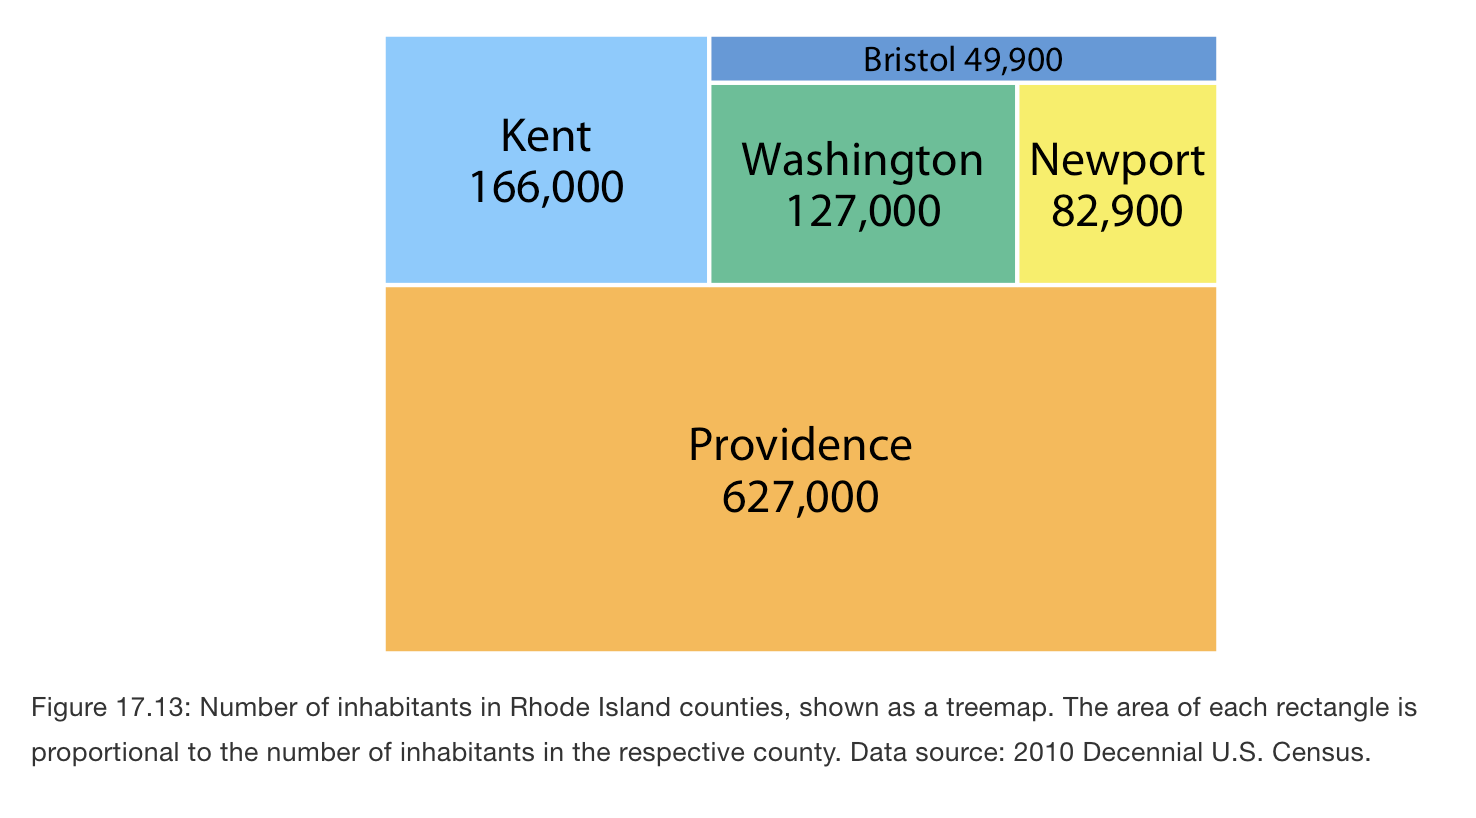 Bristol 49,900
Kent
166,000
Washington
127,000
Newport
82,900
Providence
627,000
Figure 17.13: Number of inhabitants in Rhode Island counties, shown as a treemap. The area of each rectangle is
proportional to the number of inhabitants in the respective county. Data source: 2010 Decennial U.S. Census.